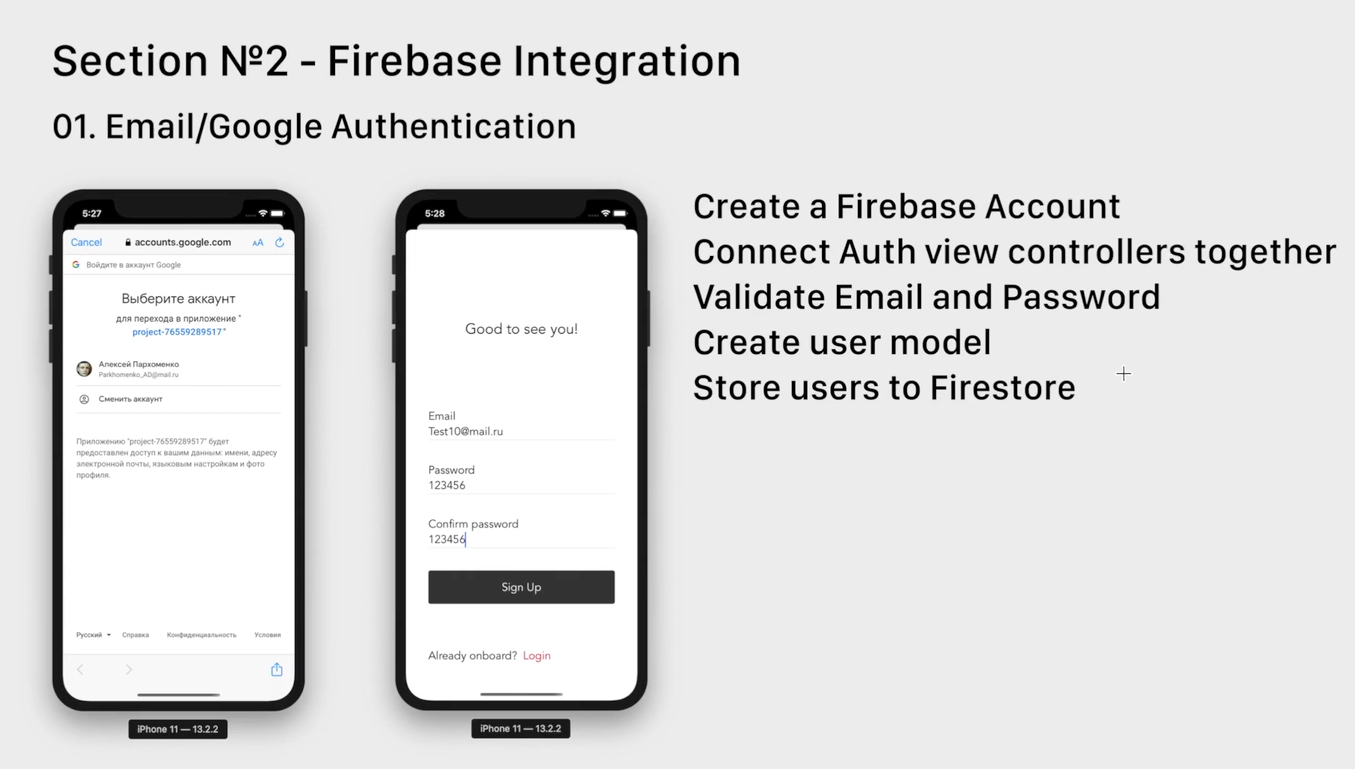 Section №2 - Firebase Integration
01. Email/Google Authentication
5:27
Cancel
accounts.google.com
AA
G Войдите в аккаунт Google
Выберите аккаунт
для перехода в приложение "
project-76559289517"
Алексей Пархоменко
Parkhomenko_AD@mail.ru
Сменить аккаунт
Приложению "project-76559289517" будет
предоставлен доступ к вашим данным: имени, адресу
электронной почты, языковым настройкам и фото
профиля.
Русский
Справка
Конфиденциальность
Условия
iPhone 11 — 13.2.2
5:28
Good to see you!
Email
Test10@mail.ru
Password
123456
Confirm password
123456
Sign Up
Already onboard? Login
iPhone 11 — 13.2.2
Create a Firebase Account
Connect Auth view controllers together
Validate Email and Password
Create user model
Store users to Firestore